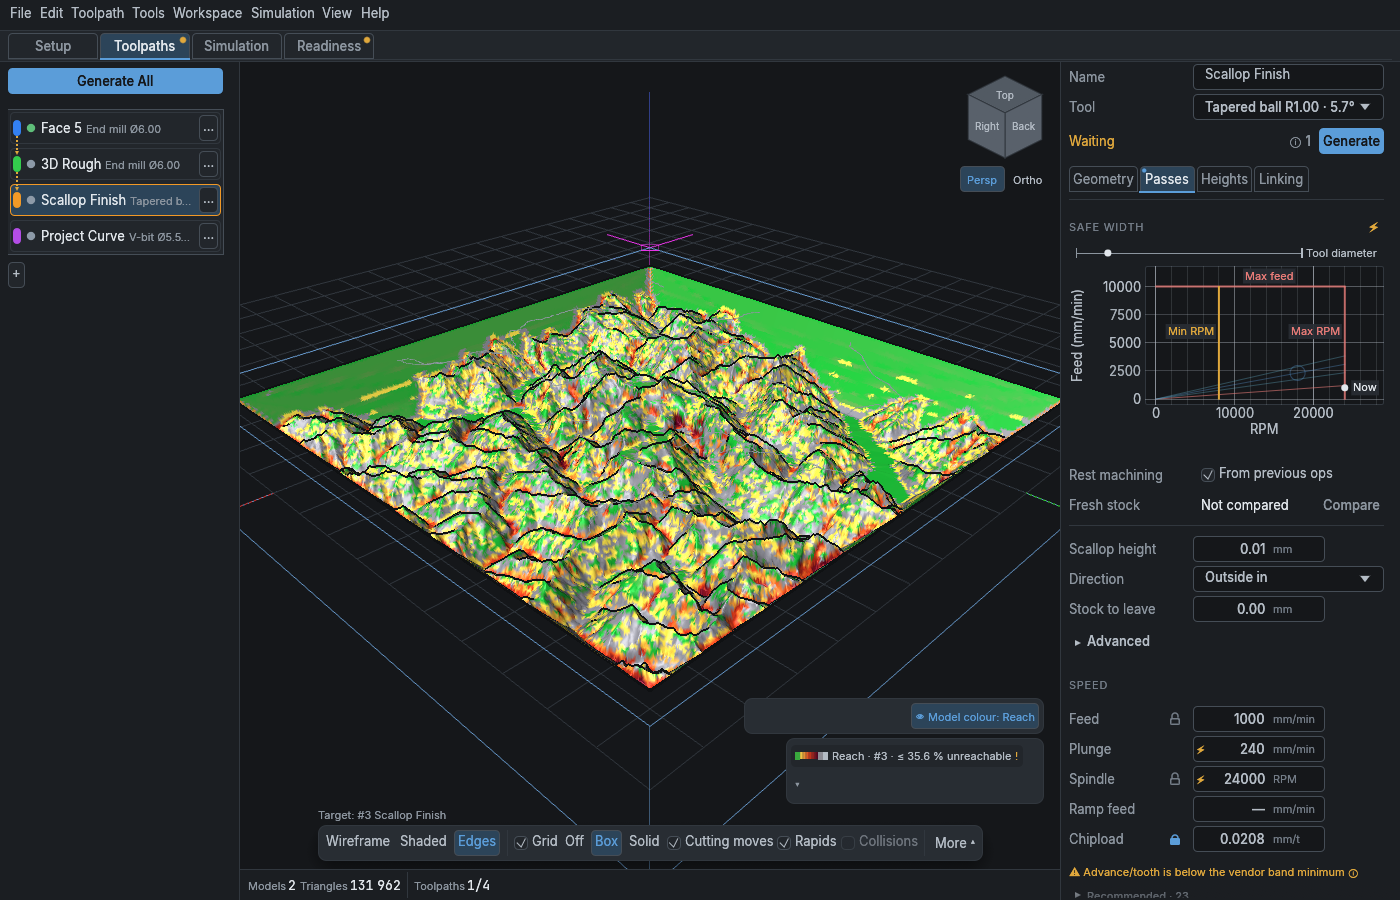 File Edit Toolpath Tools Workspace Simulation View Help
Setup Toolpaths Simulation Readiness
Generate All
Face 5 End mill Ø6.00 ...
3D Rough End mill Ø6.00 ...
Scallop Finish Tapered b... ...
Project Curve V-bit Ø5.5... ...
+
Top
Right Back
Persp Ortho
Model colour: Reach
Reach · #3 · ≤ 35.6 % unreachable !
Target: #3 Scallop Finish
Wireframe Shaded Edges Grid Off Box Solid Cutting moves Rapids Collisions More
Models 2 Triangles 131 962 Toolpaths 1/4
Name Scallop Finish
Tool Tapered ball R1.00 · 5.7°
Waiting 1 Generate
Geometry Passes Heights Linking
SAFE WIDTH
Tool diameter
Max feed
10000
7500
Min RPM Max RPM
5000
2500
Now
0
0 10000 20000
RPM
Feed (mm/min)
Rest machining From previous ops
Fresh stock Not compared Compare
Scallop height 0.01 mm
Direction Outside in
Stock to leave 0.00 mm
Advanced
SPEED
Feed 1000 mm/min
Plunge 240 mm/min
Spindle 24000 RPM
Ramp feed — mm/min
Chipload 0.0208 mm/t
Advance/tooth is below the vendor band minimum
Recommended · 23